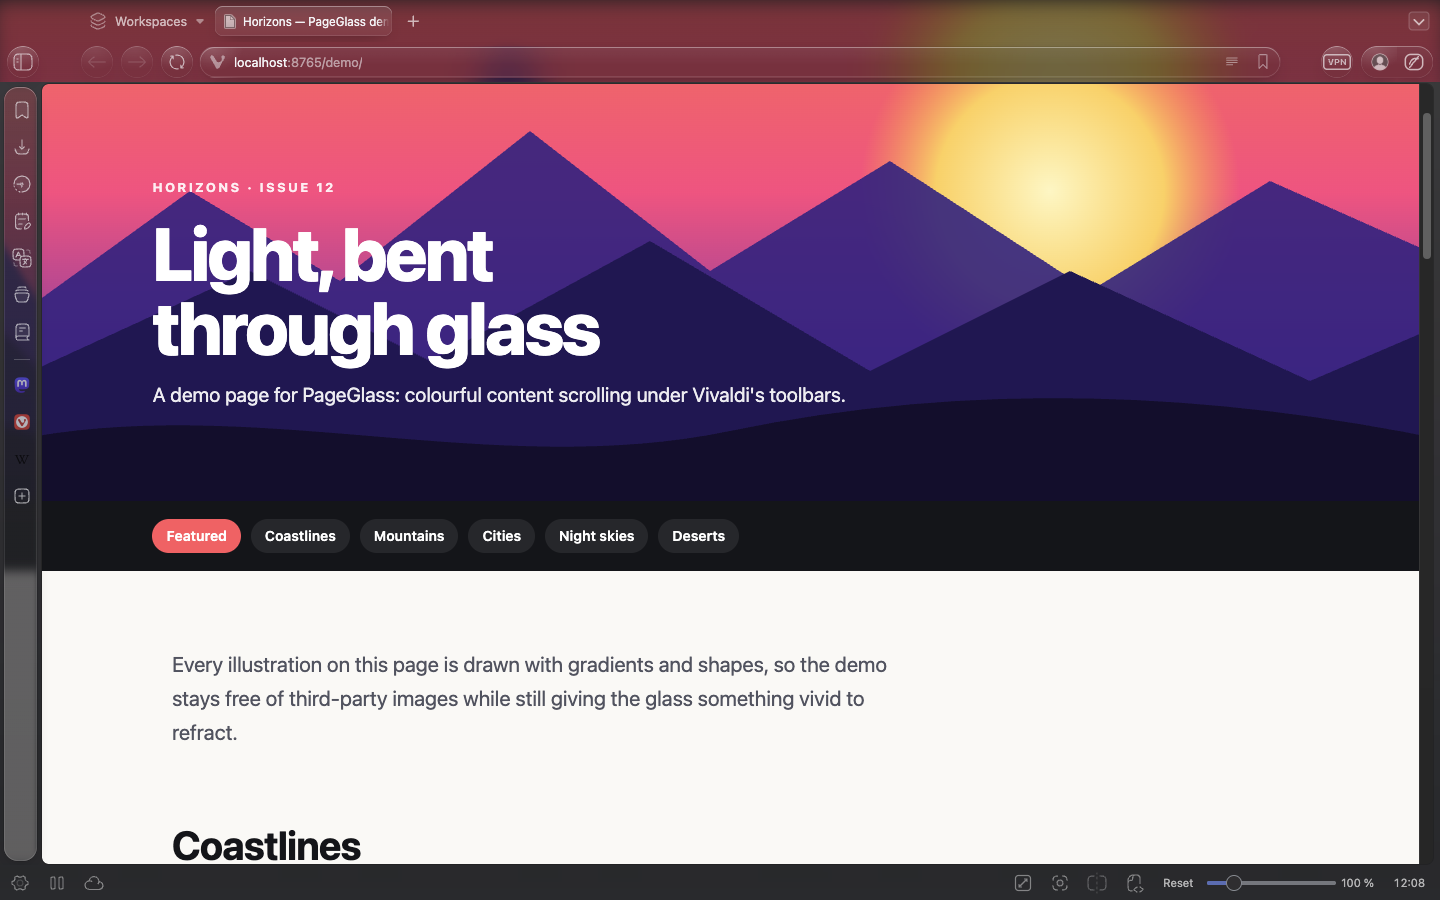 Workspaces
Horizons — PageGlass der
localhost:8765/demo/
VPN
HORIZONS · ISSUE 12
Light, bent
through glass
A demo page for PageGlass: colourful content scrolling under Vivaldi's toolbars.
Featured
Coastlines
Mountains
Cities
Night skies
Deserts
Every illustration on this page is drawn with gradients and shapes, so the demo
stays free of third-party images while still giving the glass something vivid to
refract.
Coastlines
Reset
100 %
12:08